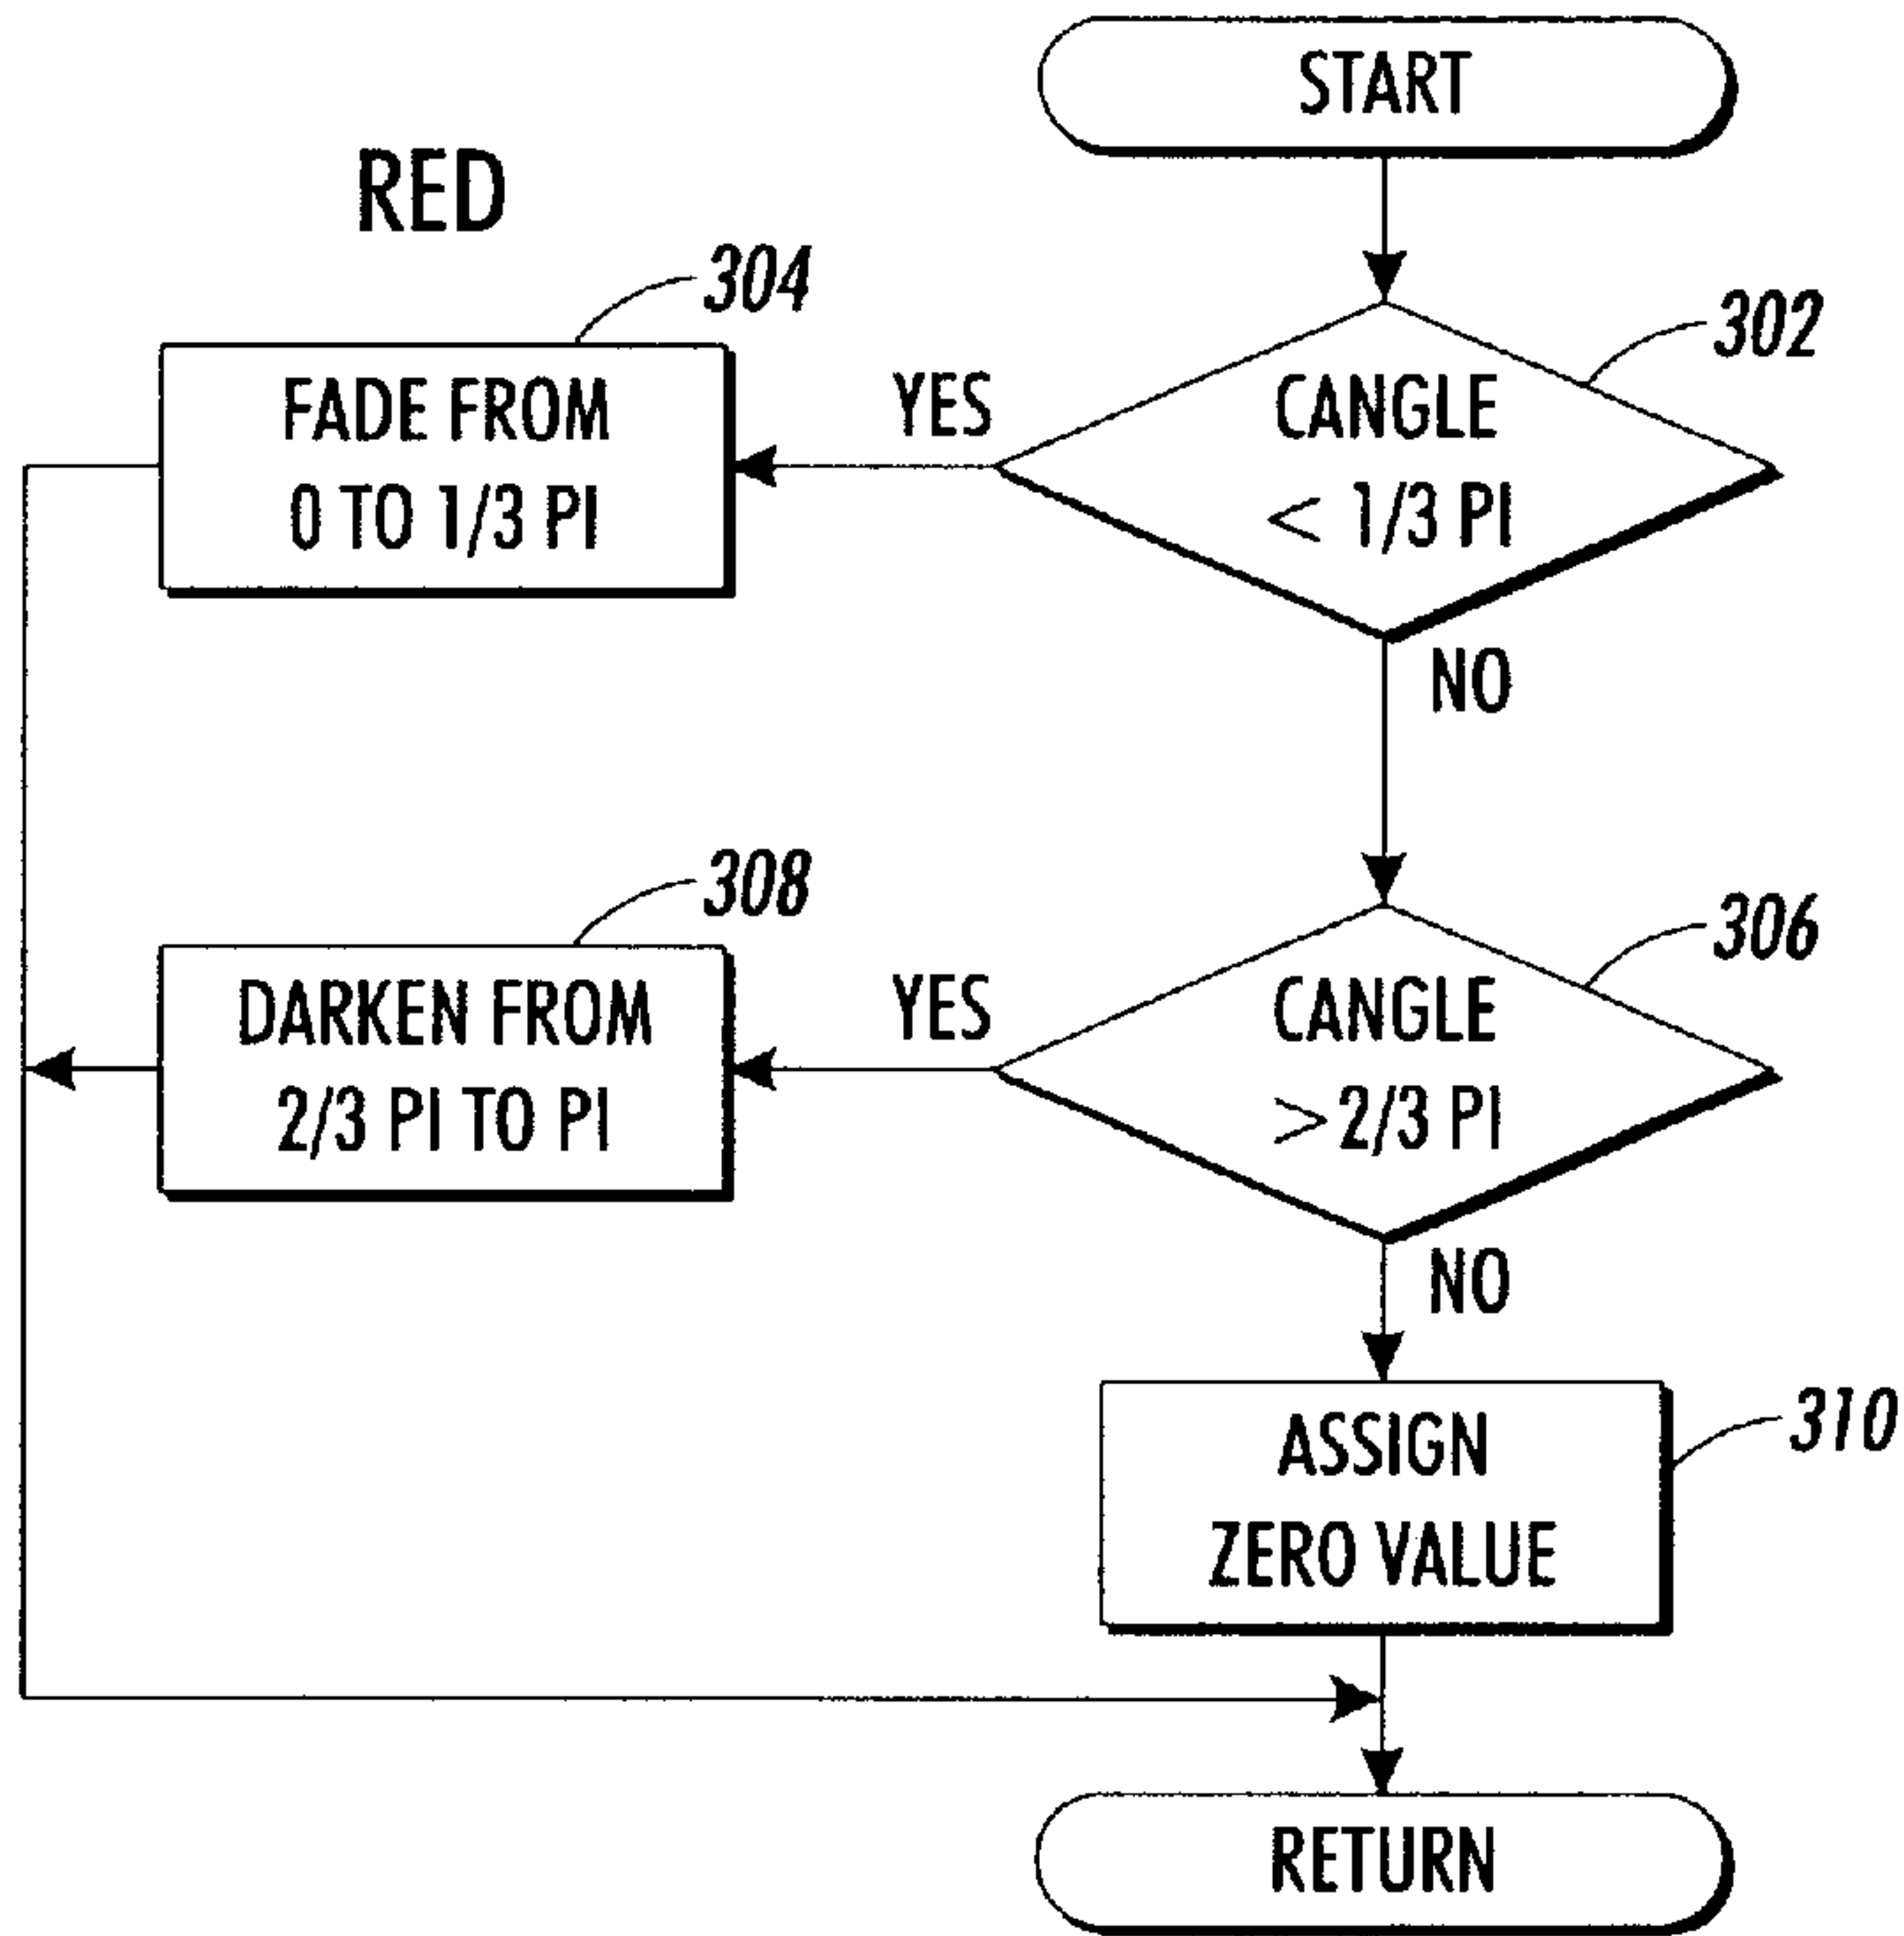 START
RED
304
302
FADE FROM
0 TO 1/3 PI
YES
CANGLE
< 1/3 PI
NO
308
306
DARKEN FROM
2/3 PI TO PI
YES
CANGLE
> 2/3 PI
NO
310
ASSIGN
ZERO VALUE
RETURN